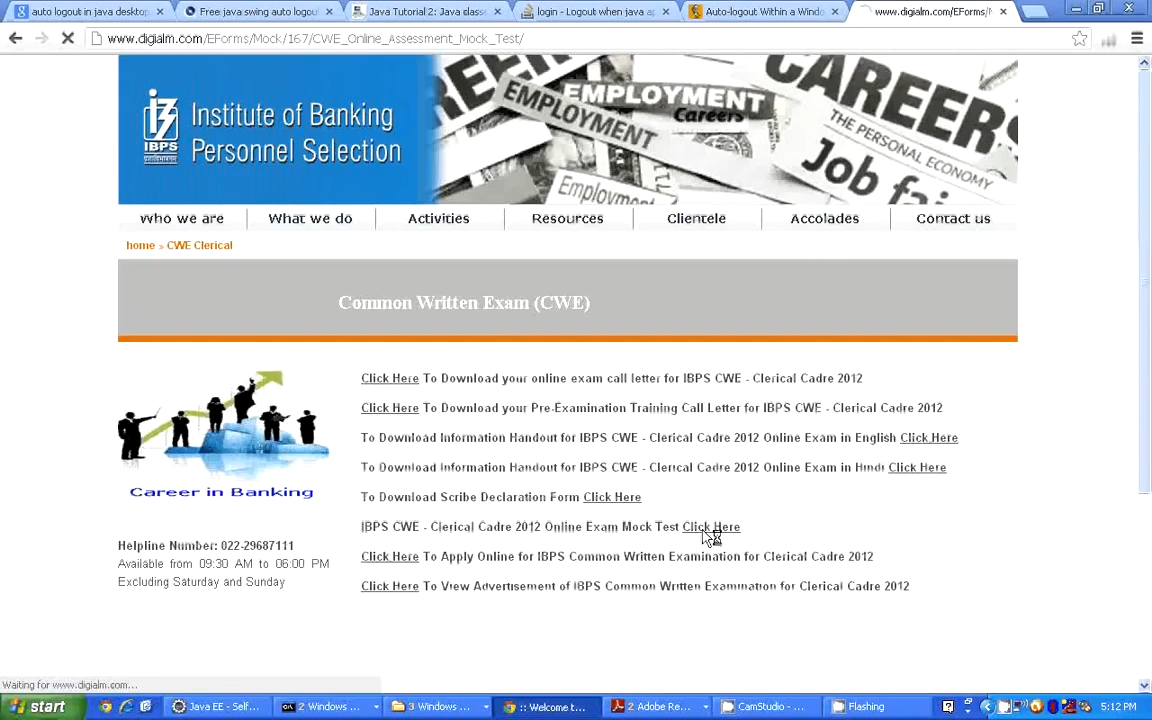 auto logout in java desktop
Free java swing auto logout
Java Tutorial 2: Java classe
login - Logout when java ap
Auto-logout Within a Windo
www.digialm.com/EForms/M
www.digialm.com/EForms/Mock/167/CWE_Online_Assessment_Mock_Test/
IBPS
Institute of Banking
Personnel Selection
EMPLOYMENT
EMPLOYMENT
Careers
CAREERS
THE PERSONAL ECONOMY
Job fair
Employment
Who we are
What we do
Activities
Resources
Clientele
Accolades
Contact us
home » CWE Clerical
Common Written Exam (CWE)
Click Here To Download your online exam call letter for IBPS CWE - Clerical Cadre 2012
Click Here To Download your Pre-Examination Training Call Letter for IBPS CWE - Clerical Cadre 2012
To Download Information Handout for IBPS CWE - Clerical Cadre 2012 Online Exam in English Click Here
To Download Information Handout for IBPS CWE - Clerical Cadre 2012 Online Exam in Hindi Click Here
To Download Scribe Declaration Form Click Here
IBPS CWE - Clerical Cadre 2012 Online Exam Mock Test Click Here
Click Here To Apply Online for IBPS Common Written Examination for Clerical Cadre 2012
Click Here To View Advertisement of IBPS Common Written Examination for Clerical Cadre 2012
Career in Banking
Helpline Number: 022-29687111
Available from 09:30 AM to 06:00 PM
Excluding Saturday and Sunday
Waiting for www.digialm.com...
start
Java EE - Self...
2 Windows ...
3 Windows ...
:: Welcome t...
2 Adobe Re...
CamStudio - ...
Flashing
5:12 PM